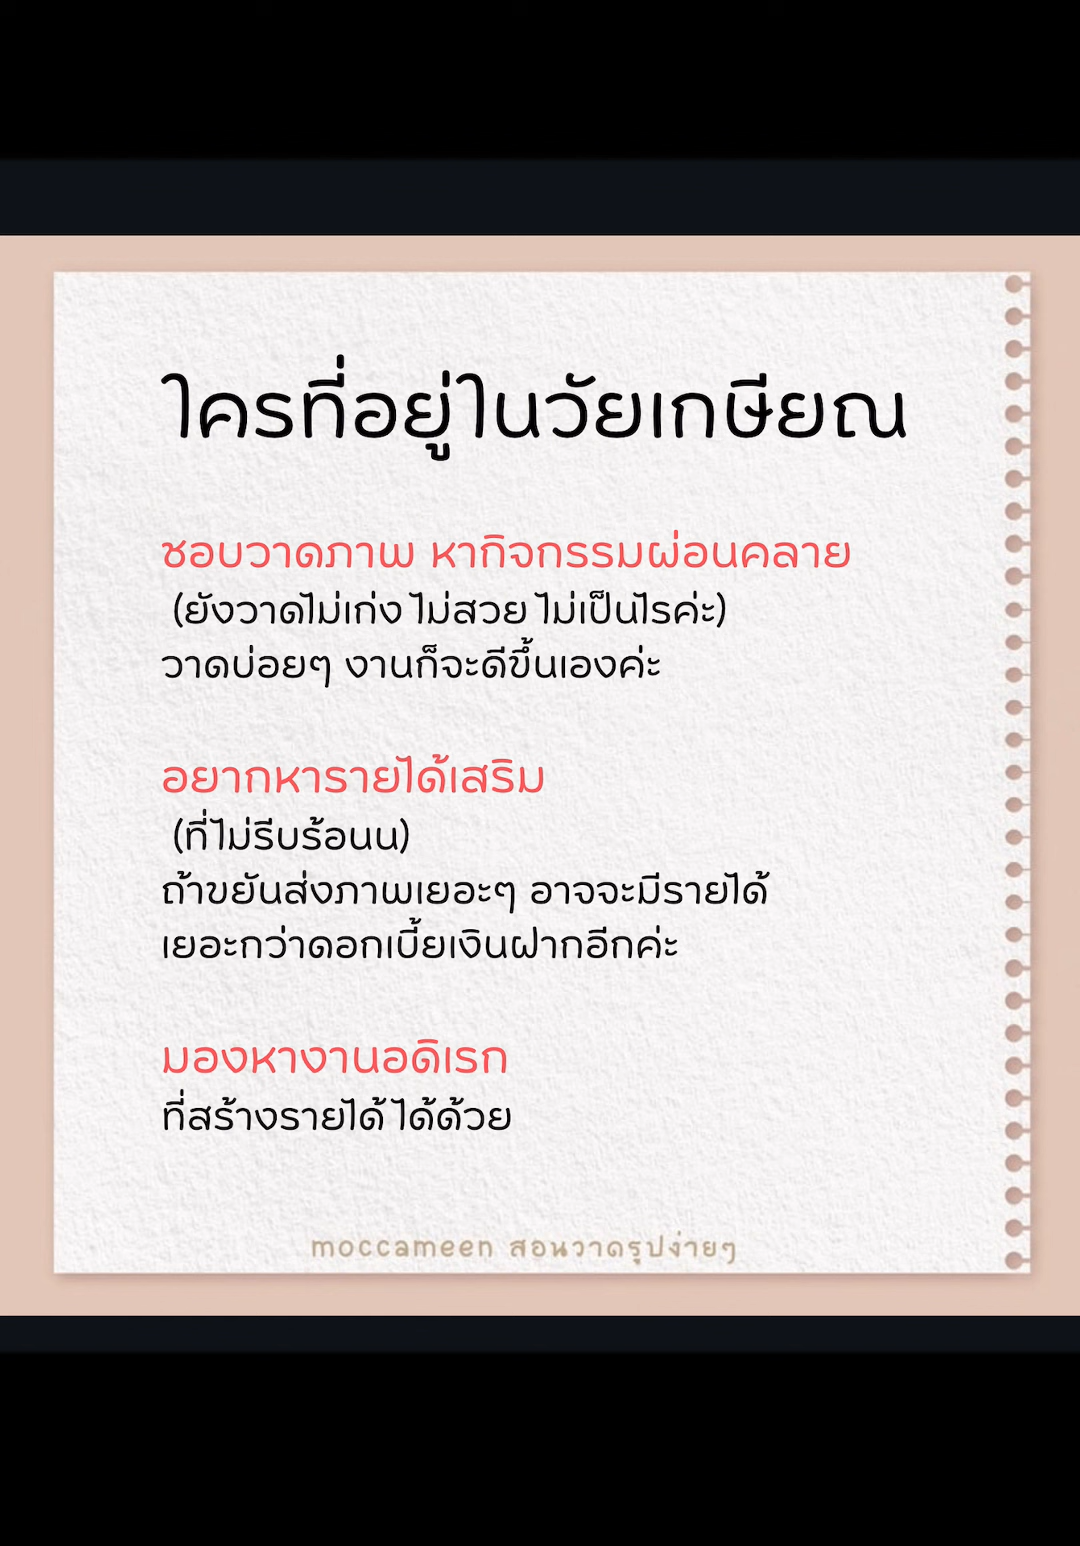 ใครที่อยู่ในวัยเกษียณ
ชอบวาดภาพ หากิจกรรมผ่อนคลาย
(ยังวาดไม่เก่ง ไม่สวย ไม่เป็นไรค่ะ)
วาดบ่อยๆ งานก็จะดีขึ้นเองค่ะ
อยากหารายได้เสริม
(ที่ไม่รีบร้อนน)
ถ้าขยันส่งภาพเยอะๆ อาจจะมีรายได้
เยอะกว่าดอกเบี้ยเงินฝากอีกค่ะ
มองหางานอดิเรก
ที่สร้างรายได้ ได้ด้วย
moccameen สอนวาดรูปง่ายๆ